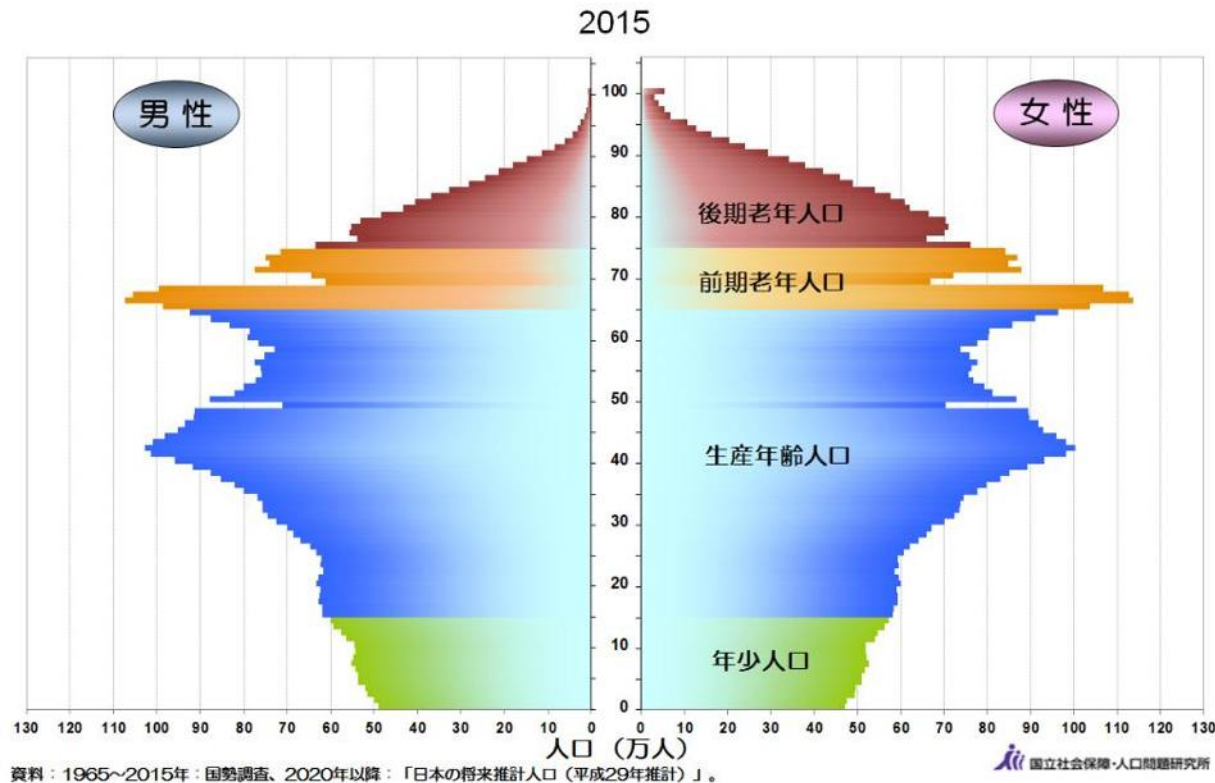 2015
男性
女性
100
90
80
70
60
50
40
30
20
10
0
後期老年人口
前期老年人口
生産年齢人口
年少人口
130 120 110 100 90 80 70 60 50 40 30 20 10 0
0 10 20 30 40 50 60 70 80 90 100 110 120 130
人口 (万人)
資料:1965~2015年:国勢調査、2020年以降:「日本の将来推計人口(平成29年推計)」。
国立社会保障・人口問題研究所